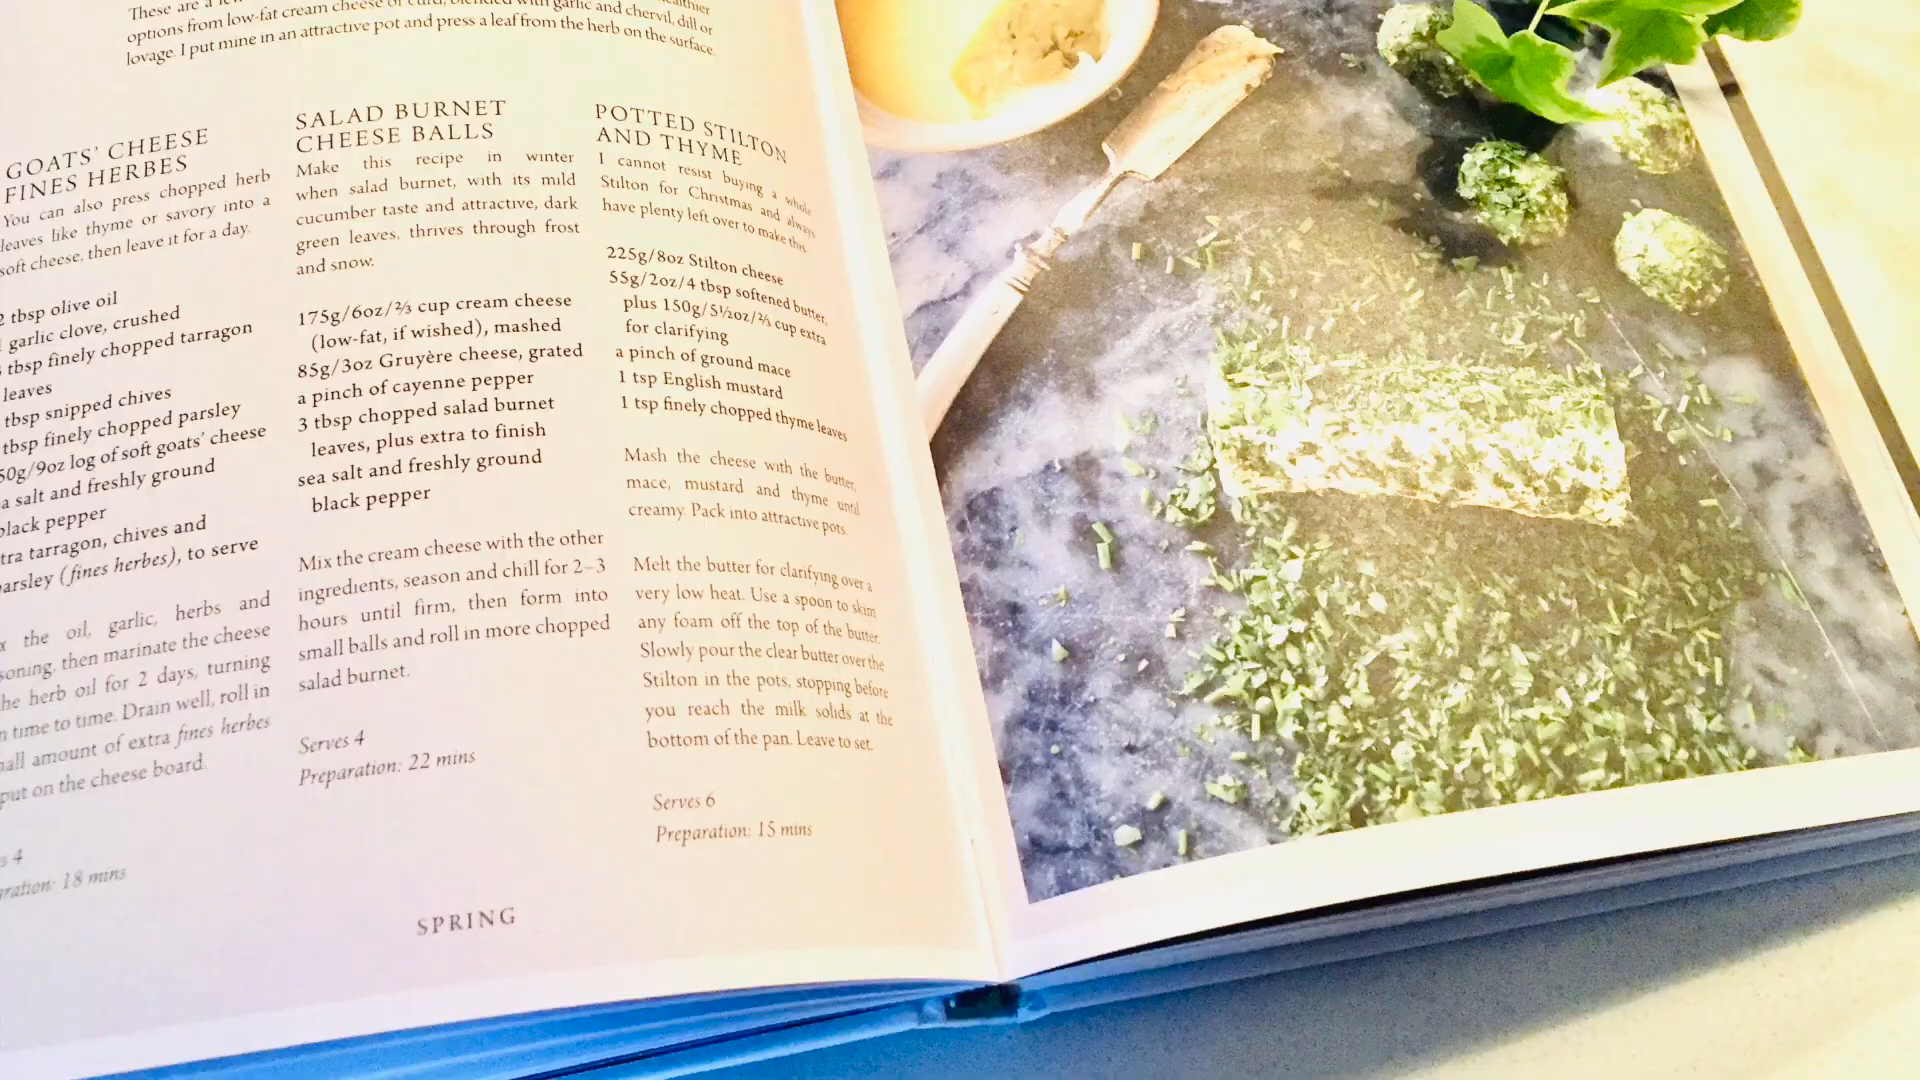 These are a
options from low-fat cream cheese or curd, blended with garlic and chervil, dill or
lovage. I put mine in an attractive pot and press a leaf from the herb on the surface.
GOATS' CHEESE
FINES HERBES
You can also press chopped herb
leaves like thyme or savory into a
soft cheese, then leave it for a day.
2 tbsp olive oil
garlic clove, crushed
tbsp finely chopped tarragon
leaves
tbsp snipped chives
tbsp finely chopped parsley
50g/9oz log of soft goats' cheese
a salt and freshly ground
black pepper
tra tarragon, chives and
parsley (fines herbes), to serve
x the oil, garlic, herbs and
soning, then marinate the cheese
he herb oil for 2 days, turning
n time to time. Drain well, roll in
all amount of extra fines herbes
put on the cheese board.
s 4
aration: 18 mins
SALAD BURNET
CHEESE BALLS
Make this recipe in winter
when salad burnet, with its mild
cucumber taste and attractive, dark
green leaves, thrives through frost
and snow.
175g/6oz/⅔ cup cream cheese
(low-fat, if wished), mashed
85g/3oz Gruyère cheese, grated
a pinch of cayenne pepper
3 tbsp chopped salad burnet
leaves, plus extra to finish
sea salt and freshly ground
black pepper
Mix the cream cheese with the other
ingredients, season and chill for 2–3
hours until firm, then form into
small balls and roll in more chopped
salad burnet.
Serves 4
Preparation: 22 mins
POTTED STILTON
AND THYME
I cannot resist buying a whole
Stilton for Christmas and always
have plenty left over to make this.
225g/8oz Stilton cheese
55g/2oz/4 tbsp softened butter,
plus 150g/5½oz/⅔ cup extra
for clarifying
a pinch of ground mace
1 tsp English mustard
1 tsp finely chopped thyme leaves
Mash the cheese with the butter,
mace, mustard and thyme until
creamy. Pack into attractive pots.
Melt the butter for clarifying over a
very low heat. Use a spoon to skim
any foam off the top of the butter.
Slowly pour the clear butter over the
Stilton in the pots, stopping before
you reach the milk solids at the
bottom of the pan. Leave to set.
Serves 6
Preparation: 15 mins
SPRING